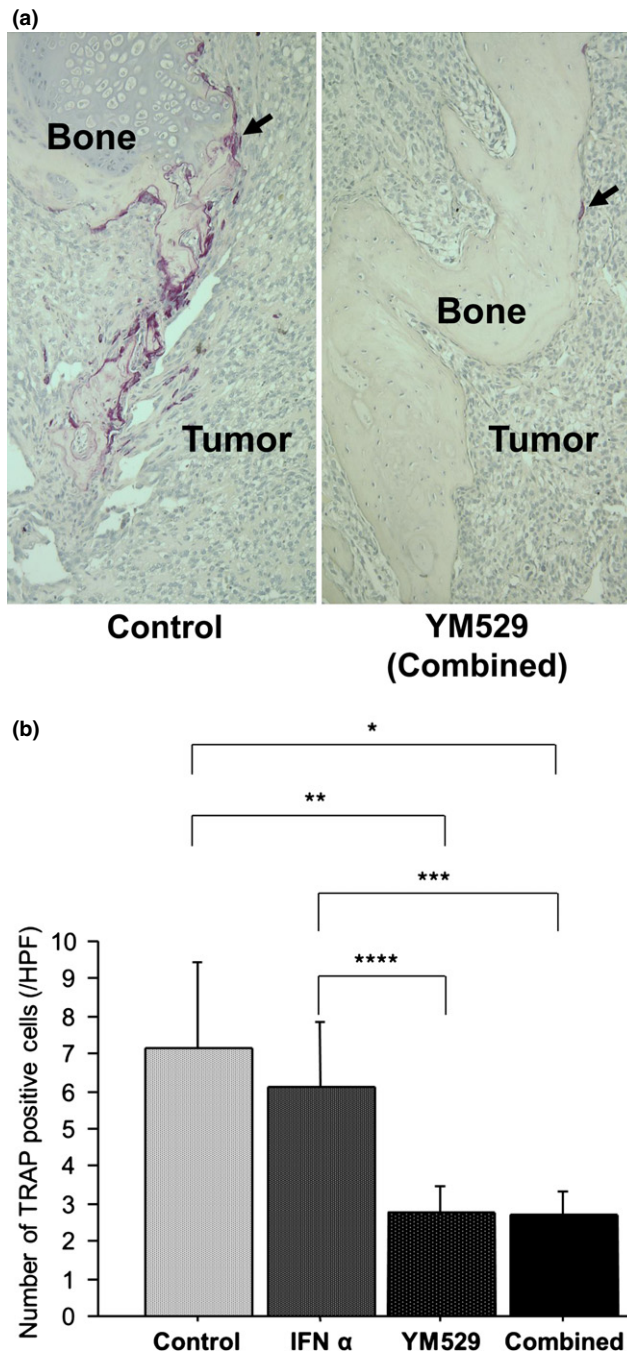 (a)
Bone
Tumor
Bone
Tumor
Control
YM529
(Combined)
(b)
*
**
***
****
Number of TRAP positive cells (/HPF)
10
9
8
7
6
5
4
3
2
1
0
Control IFN α YM529 Combined